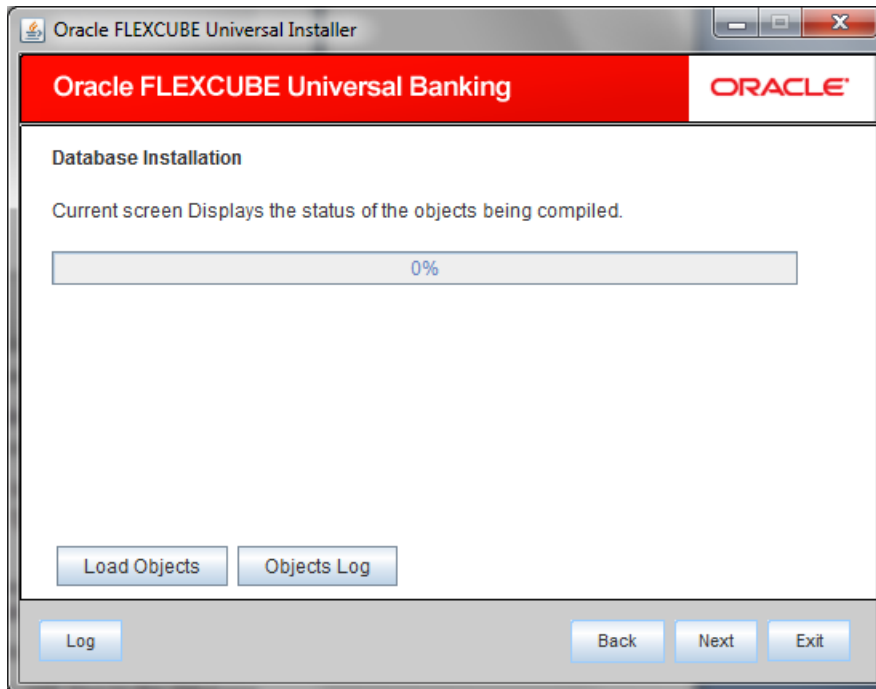 Oracle FLEXCUBE Universal Installer
Oracle FLEXCUBE Universal Banking
ORACLE
Database Installation
Current screen Displays the status of the objects being compiled.
0%
Load Objects Objects Log
Log Back Next Exit